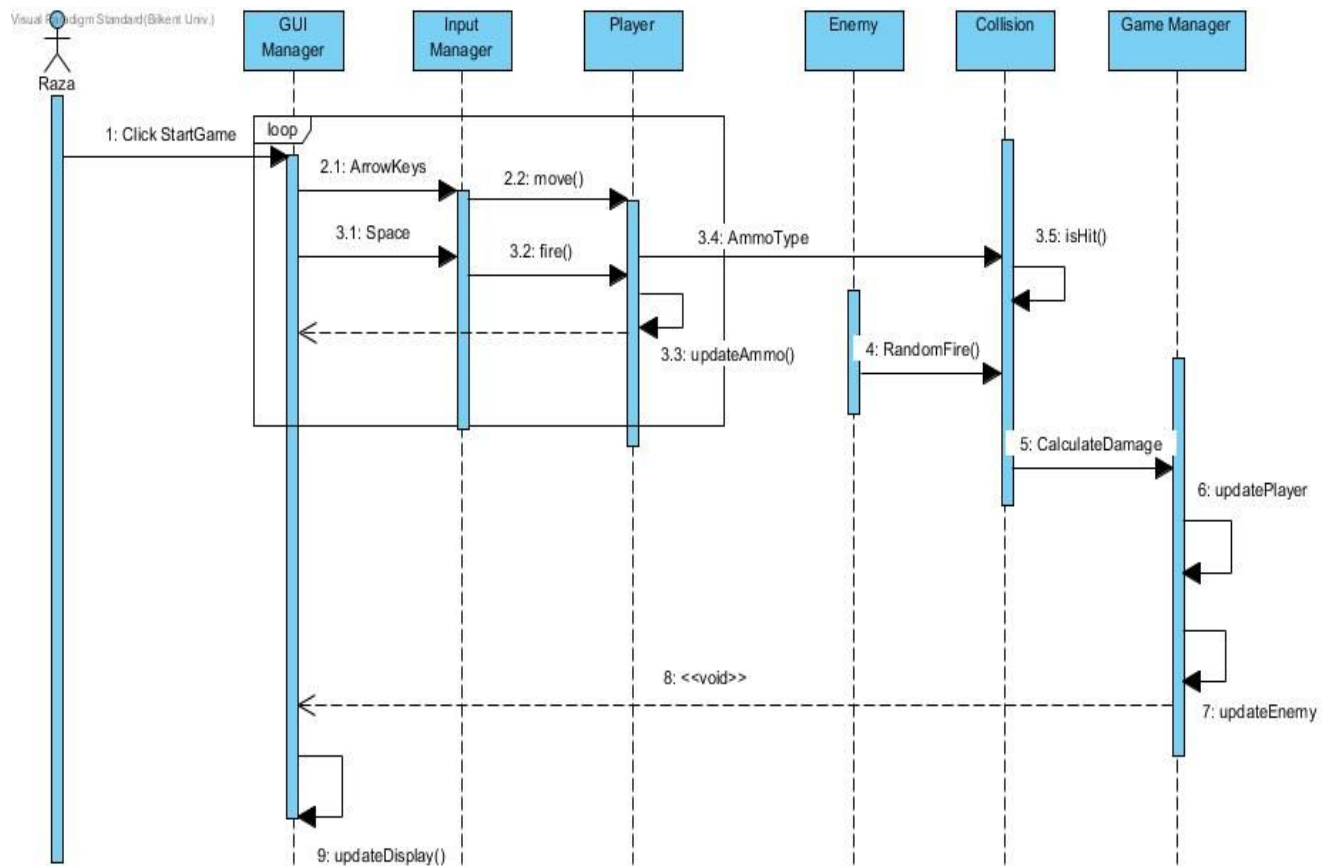 Visual Paradigm Standard(Bilkent Univ.)
Raza
GUI
Manager
Input
Manager
Player
Enemy
Collision
Game Manager
loop
1: Click StartGame
2.1: ArrowKeys
2.2: move()
3.1: Space
3.2: fire()
3.4: AmmoType
3.5: isHit()
3.3: updateAmmo()
4: RandomFire()
5: CalculateDamage
6: updatePlayer
8: <<void>>
7: updateEnemy
9: updateDisplay()